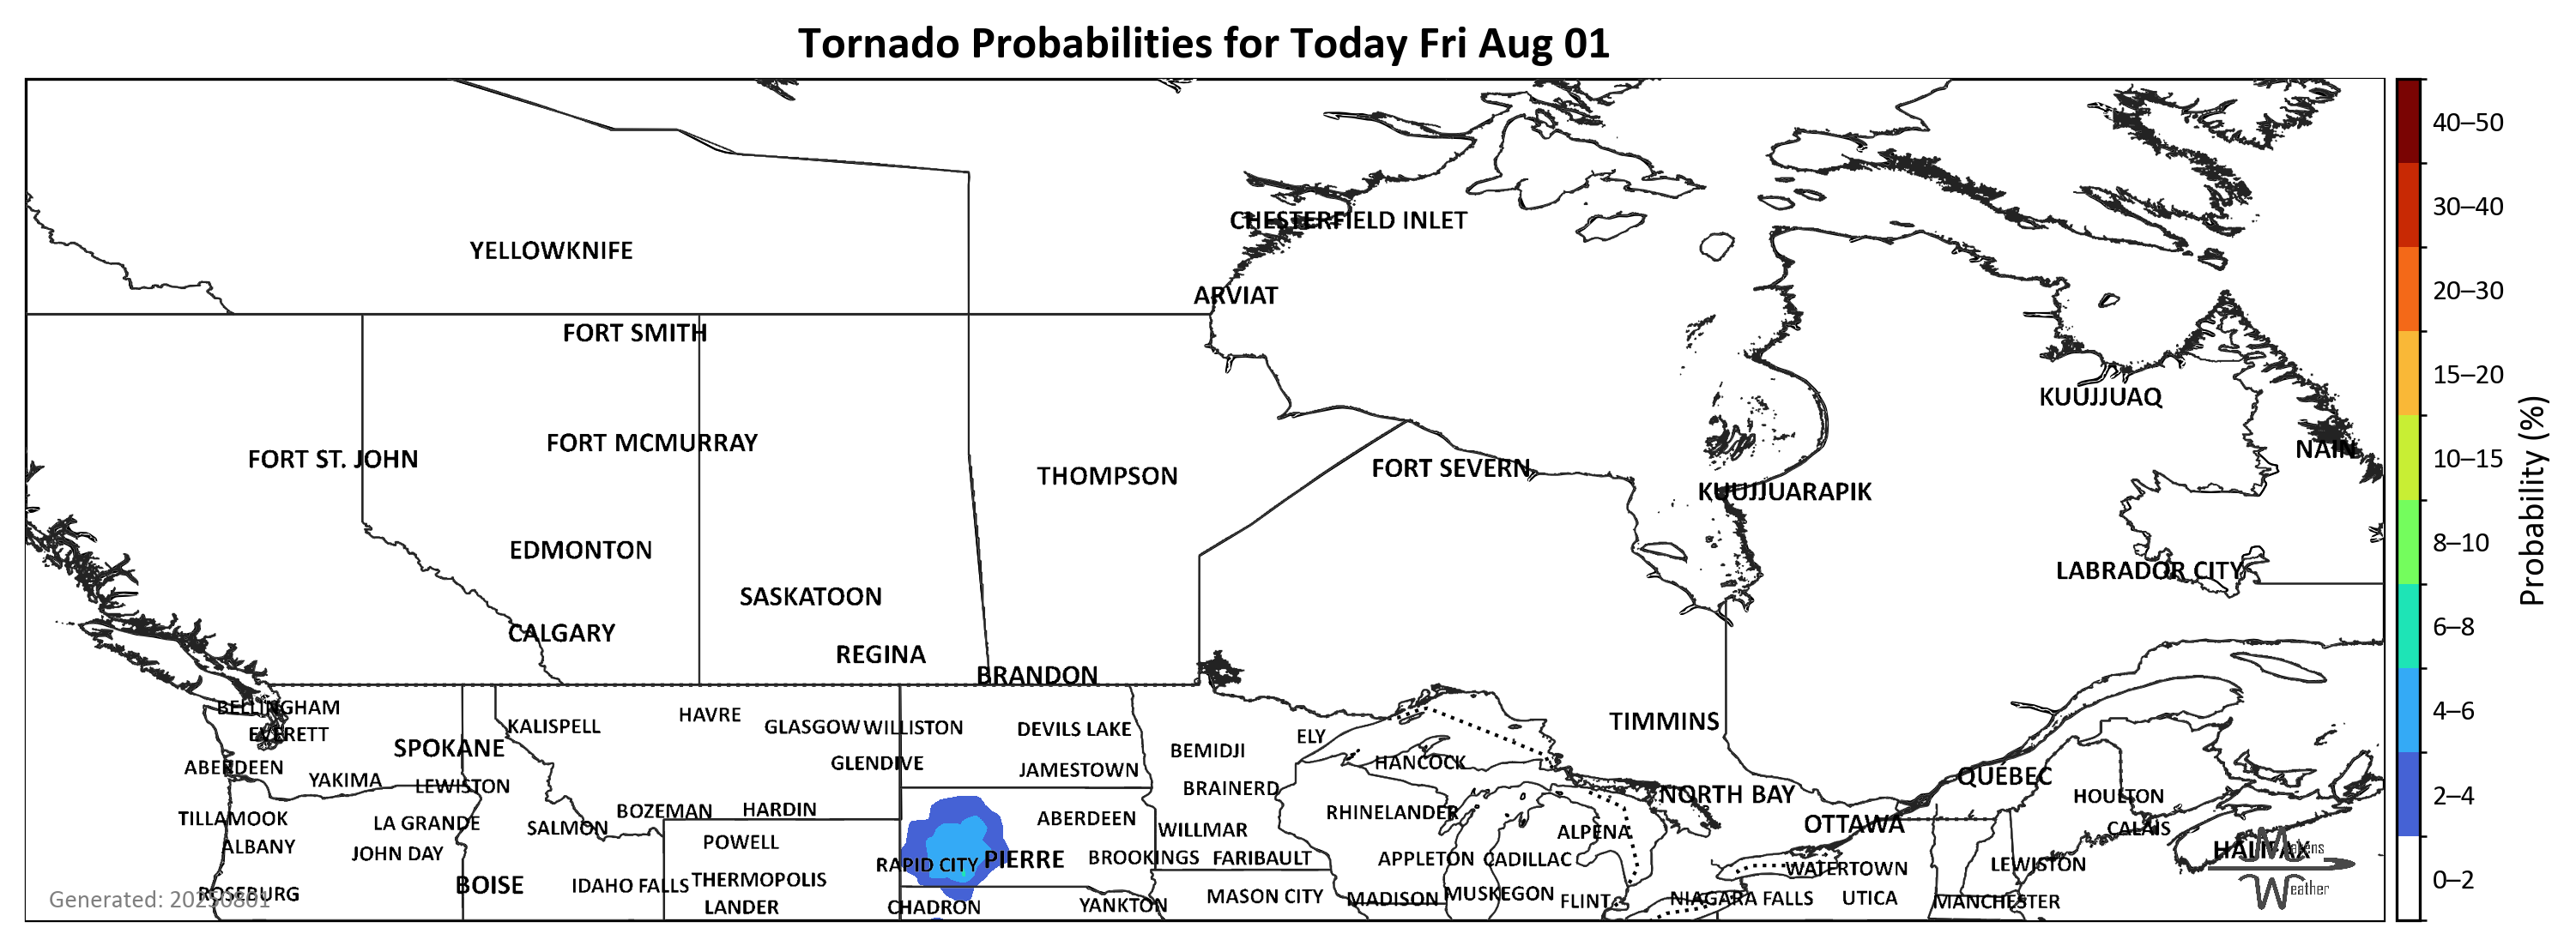 Tornado Probabilities for Today Fri Aug 01
40–50
30–40
20–30
15–20
10–15
8–10
6–8
4–6
2–4
0–2
Probability (%)
CHESTERFIELD INLET
YELLOWKNIFE
ARVIAT
FORT SMITH
KUUJJUAQ
FORT MCMURRAY
NAIN
FORT ST. JOHN
FORT SEVERN
THOMPSON
KUUJJUARAPIK
EDMONTON
LABRADOR CITY
SASKATOON
CALGARY
REGINA
BRANDON
BELLINGHAM
HAVRE
TIMMINS
KALISPELL
GLASGOW
WILLISTON
DEVILS LAKE
EVERETT
ELY
SPOKANE
BEMIDJI
GLENDIVE
HANCOCK
ABERDEEN
JAMESTOWN
QUÉBEC
YAKIMA
LEWISTON
BRAINERD
NORTH BAY
HOULTON
BOZEMAN
HARDIN
RHINELANDER
TILLAMOOK
LA GRANDE
SALMON
ABERDEEN
WILLMAR
ALPENA
OTTAWA
CALAIS
ALBANY
JOHN DAY
POWELL
RAPID CITY
PIERRE
BROOKINGS
FARIBAULT
APPLETON
CADILLAC
HALIFAX
WATERTOWN
LEWISTON
BOISE
IDAHO FALLS
THERMOPOLIS
ROSEBURG
MASON CITY
MADISON
MUSKEGON
FLINT
NIAGARA FALLS
UTICA
MANCHESTER
LANDER
CHADRON
YANKTON
Generated: 20250801
Weather